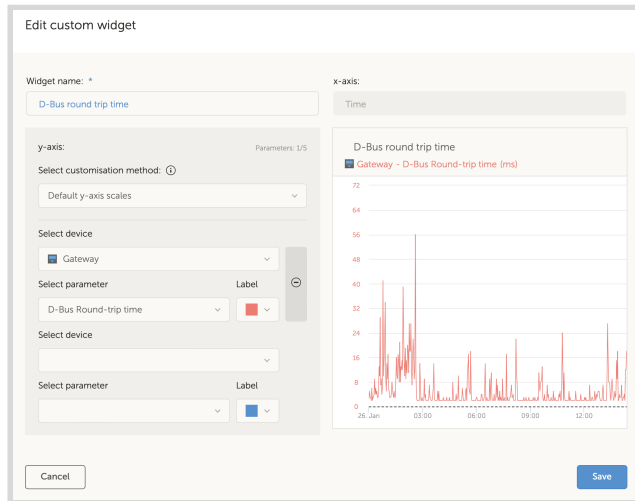 Edit custom widget
Widget name: *
D-Bus round trip time
x-axis:
Time
y-axis:
Parameters: 1/5
Select customisation method:
Default y-axis scales
Select device
Gateway
Select parameter
Label
D-Bus Round-trip time
Select device
Select parameter
Label
D-Bus round trip time
Gateway - D-Bus Round-trip time (ms)
72
64
56
48
40
32
24
16
8
0
26. Jan
03:00
06:00
09:00
12:00
Cancel
Save